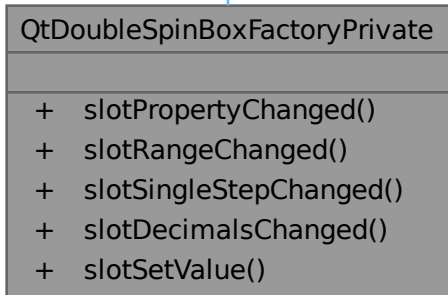 QtDoubleSpinBoxFactoryPrivate
+ slotPropertyChanged()
+ slotRangeChanged()
+ slotSingleStepChanged()
+ slotDecimalsChanged()
+ slotSetValue()